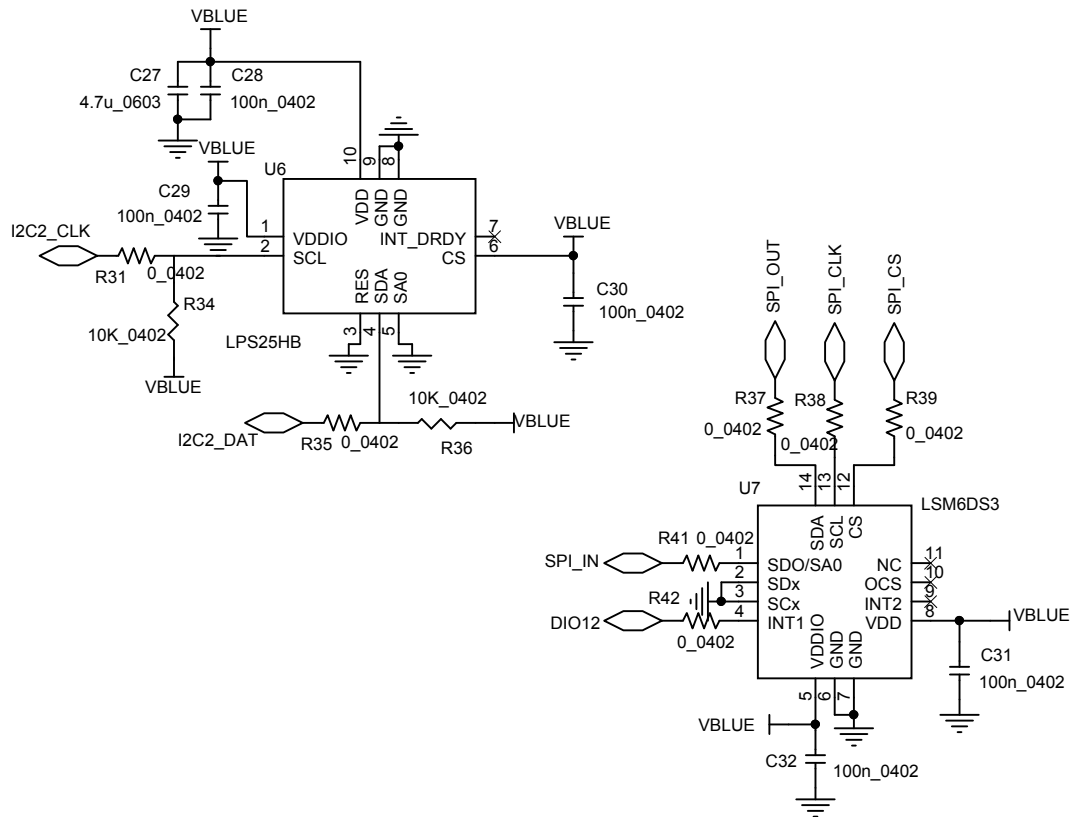 VBLUE
C27
C28
4.7u_0603
100n_0402
VBLUE
U6
10
9
8
C29
100n_0402
VDD
GND
GND
I2C2_CLK
1
2
VDDIO
SCL
INT_DRDY
CS
7
6
VBLUE
R31
0_0402
R34
10K_0402
VBLUE
RES
SDA
SA0
3
4
5
LPS25HB
C30
100n_0402
I2C2_DAT
R35
0_0402
10K_0402
R36
VBLUE
SPI_OUT
SPI_CLK
SPI_CS
R37
0_0402
R38
0_0402
R39
0_0402
U7
14
13
12
LSM6DS3
SDA
SCL
CS
SPI_IN
R41
0_0402
1
2
3
4
SDO/SA0
SDx
SCx
INT1
R42
DIO12
0_0402
NC
OCS
INT2
VDD
11
10
9
8
VBLUE
VDDIO
GND
GND
5
6
7
C31
100n_0402
VBLUE
C32
100n_0402